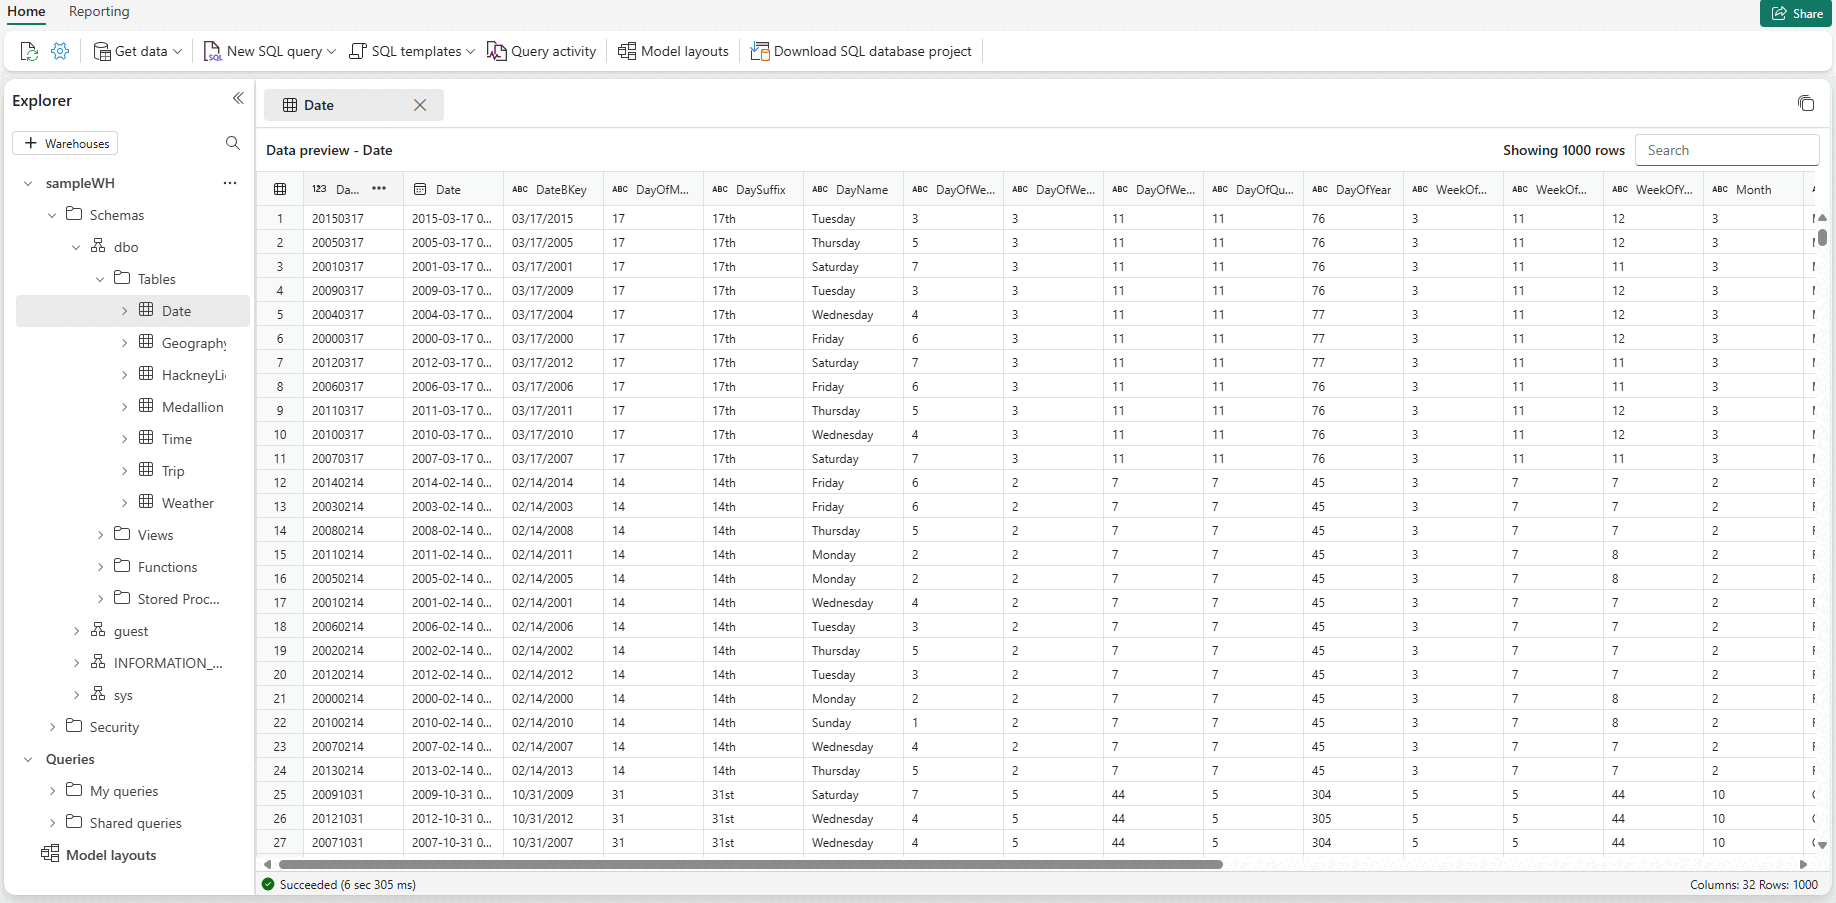 Home Reporting
Share
Get data New SQL query SQL templates Query activity Model layouts Download SQL database project
Explorer
Warehouses
sampleWH
Schemas
dbo
Tables
Date
Geography
HackneyLi
Medallion
Time
Trip
Weather
Views
Functions
Stored Proc...
guest
INFORMATION_...
sys
Security
Queries
My queries
Shared queries
Model layouts
Date
Data preview - Date Showing 1000 rows Search
123 Da... ••• Date ABC DateBKey ABC DayOfM... ABC DaySuffix ABC DayName ABC DayOfWe... ABC DayOfWe... ABC DayOfWe... ABC DayOfQu... ABC DayOfYear ABC WeekOf... ABC WeekOf... ABC WeekOfY... ABC Month
1 20150317 2015-03-17 0... 03/17/2015 17 17th Tuesday 3 3 11 11 76 3 11 12 3
2 20050317 2005-03-17 0... 03/17/2005 17 17th Thursday 5 3 11 11 76 3 11 12 3
3 20010317 2001-03-17 0... 03/17/2001 17 17th Saturday 7 3 11 11 76 3 11 11 3
4 20090317 2009-03-17 0... 03/17/2009 17 17th Tuesday 3 3 11 11 76 3 11 12 3
5 20040317 2004-03-17 0... 03/17/2004 17 17th Wednesday 4 3 11 11 77 3 11 12 3
6 20000317 2000-03-17 0... 03/17/2000 17 17th Friday 6 3 11 11 77 3 11 12 3
7 20120317 2012-03-17 0... 03/17/2012 17 17th Saturday 7 3 11 11 77 3 11 11 3
8 20060317 2006-03-17 0... 03/17/2006 17 17th Friday 6 3 11 11 76 3 11 11 3
9 20110317 2011-03-17 0... 03/17/2011 17 17th Thursday 5 3 11 11 76 3 11 12 3
10 20100317 2010-03-17 0... 03/17/2010 17 17th Wednesday 4 3 11 11 76 3 11 12 3
11 20070317 2007-03-17 0... 03/17/2007 17 17th Saturday 7 3 11 11 76 3 11 11 3
12 20140214 2014-02-14 0... 02/14/2014 14 14th Friday 6 2 7 7 45 3 7 7 2
13 20030214 2003-02-14 0... 02/14/2003 14 14th Friday 6 2 7 7 45 3 7 7 2
14 20080214 2008-02-14 0... 02/14/2008 14 14th Thursday 5 2 7 7 45 3 7 7 2
15 20110214 2011-02-14 0... 02/14/2011 14 14th Monday 2 2 7 7 45 3 7 8 2
16 20050214 2005-02-14 0... 02/14/2005 14 14th Monday 2 2 7 7 45 3 7 8 2
17 20010214 2001-02-14 0... 02/14/2001 14 14th Wednesday 4 2 7 7 45 3 7 7 2
18 20060214 2006-02-14 0... 02/14/2006 14 14th Tuesday 3 2 7 7 45 3 7 7 2
19 20020214 2002-02-14 0... 02/14/2002 14 14th Thursday 5 2 7 7 45 3 7 7 2
20 20120214 2012-02-14 0... 02/14/2012 14 14th Tuesday 3 2 7 7 45 3 7 7 2
21 20000214 2000-02-14 0... 02/14/2000 14 14th Monday 2 2 7 7 45 3 7 8 2
22 20100214 2010-02-14 0... 02/14/2010 14 14th Sunday 1 2 7 7 45 3 7 8 2
23 20070214 2007-02-14 0... 02/14/2007 14 14th Wednesday 4 2 7 7 45 3 7 7 2
24 20130214 2013-02-14 0... 02/14/2013 14 14th Thursday 5 2 7 7 45 3 7 7 2
25 20091031 2009-10-31 0... 10/31/2009 31 31st Saturday 7 5 44 5 304 5 5 44 10
26 20121031 2012-10-31 0... 10/31/2012 31 31st Wednesday 4 5 44 5 305 5 5 44 10
27 20071031 2007-10-31 0... 10/31/2007 31 31st Wednesday 4 5 44 5 304 5 5 44 10
Succeeded (6 sec 305 ms) Columns: 32 Rows: 1000